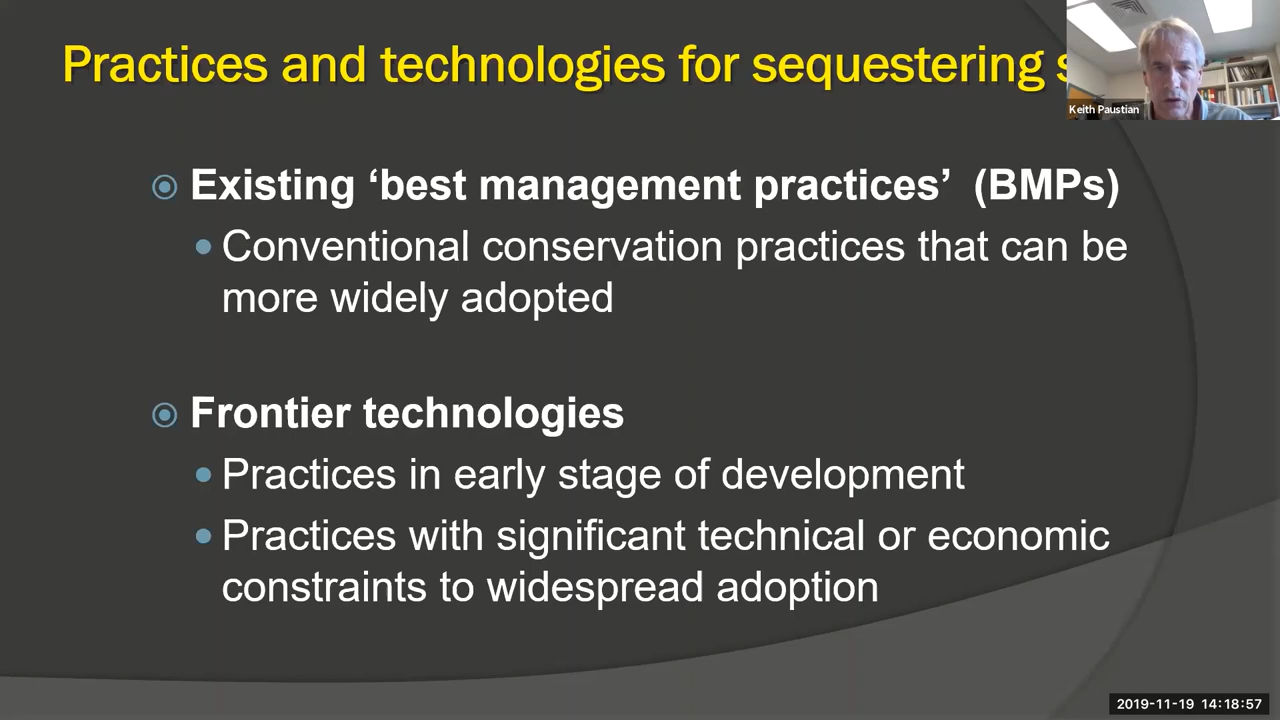 Practices and technologies for sequestering
Keith Paustian
Existing ‘best management practices’ (BMPs)
Conventional conservation practices that can be
more widely adopted
Frontier technologies
Practices in early stage of development
Practices with significant technical or economic
constraints to widespread adoption
2019-11-19 14:18:57